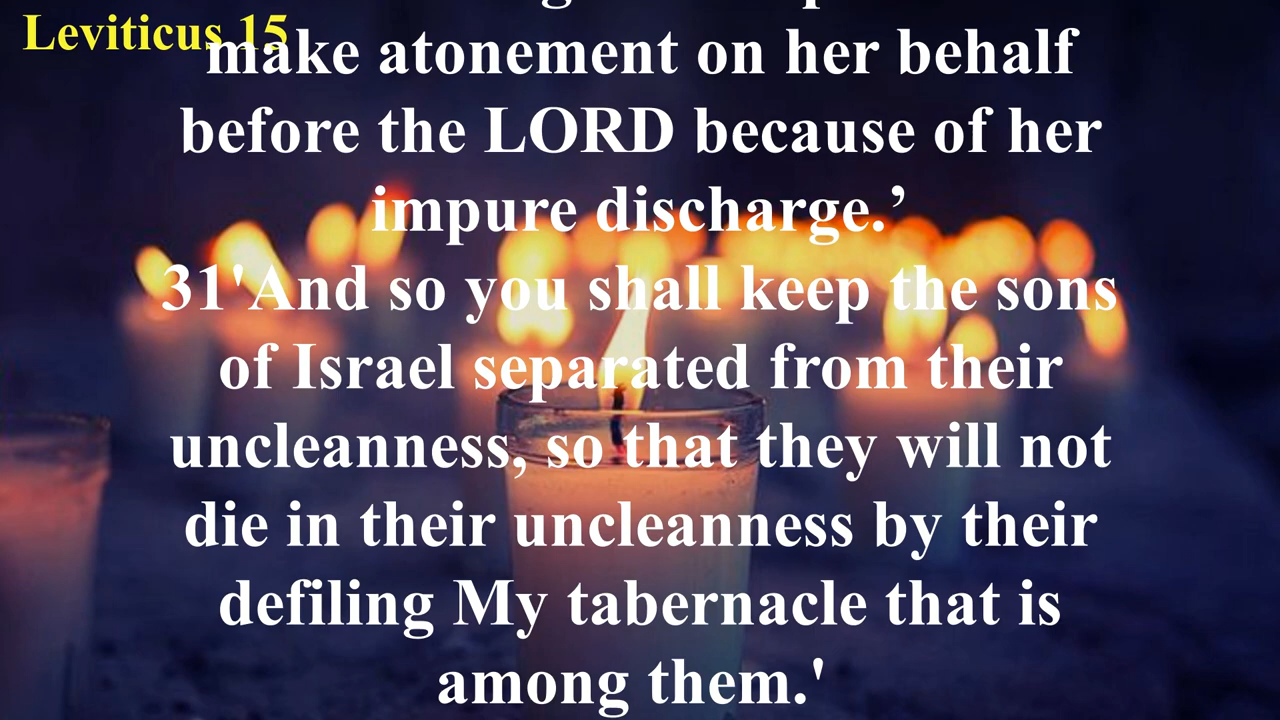 Leviticus 15
make atonement on her behalf
before the LORD because of her
impure discharge.’
31'And so you shall keep the sons
of Israel separated from their
uncleanness, so that they will not
die in their uncleanness by their
defiling My tabernacle that is
among them.'